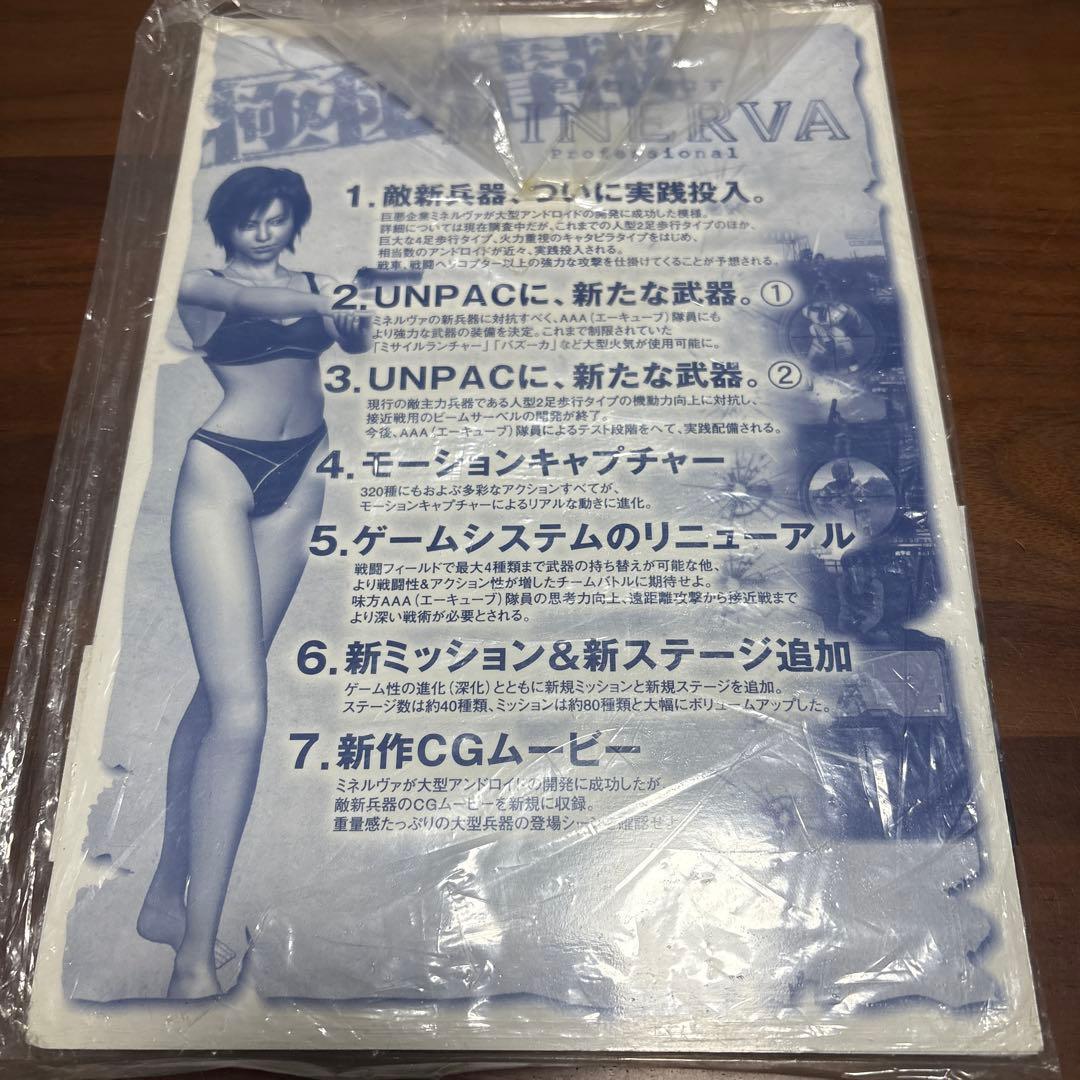 MINERVA
Professional
1.敵新兵器、ついに実践投入。
巨悪企業ミネルヴァが大型アンドロイドの開発に成功した模様。
詳細については現在調査中だが、これまでの人型2足歩行タイプのほか、
巨大な4足歩行タイプ、火力重視のキャタピラタイプをはじめ、
相当数のアンドロイドが近々、実践投入される。
戦車、戦闘ヘリコプター以上の強力な攻撃を仕掛けてくることが予想される。
2.UNPACに、新たな武器。①
ミネルヴァの新兵器に対抗すべく、AAA(エーキューブ)隊員にも
より強力な武器の装備を決定。これまで制限されていた
「ミサイルランチャー」「バズーカ」など大型火気が使用可能に。
3.UNPACに、新たな武器。②
現行の敵主力兵器である人型2足歩行タイプの機動力向上に対抗し、
接近戦用のビームサーベルの開発が終了。
今後、AAA(エーキューブ)隊員によるテスト段階をへて、実践配備される。
4.モーションキャプチャー
320種にもおよぶ多彩なアクションすべてが、
モーションキャプチャーによるリアルな動きに進化。
5.ゲームシステムのリニューアル
戦闘フィールドで最大4種類まで武器の持ち替えが可能な他、
より戦闘性&アクション性が増したチームバトルに期待せよ。
味方AAA(エーキューブ)隊員の思考力向上、遠距離攻撃から接近戦まで
より深い戦術が必要とされる。
6.新ミッション&新ステージ追加
ゲーム性の進化(深化)とともに新規ミッションと新規ステージを追加。
ステージ数は約40種類、ミッションは約80種類と大幅にボリュームアップした。
7.新作CGムービー
ミネルヴァが大型アンドロイドの開発に成功したが、
敵新兵器のCGムービーを新規に収録。
重量感たっぷりの大型兵器の登場シーンを確認せよ